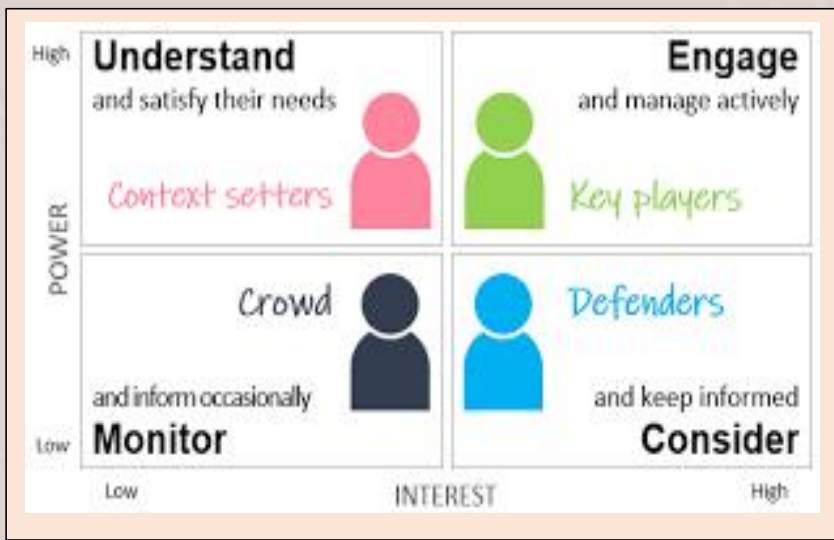 High
Understand
and satisfy their needs
Context setters
Engage
and manage actively
Key players
POWER
Crowd
and inform occasionally
Monitor
Defenders
and keep informed
Consider
Low
Low
INTEREST
High